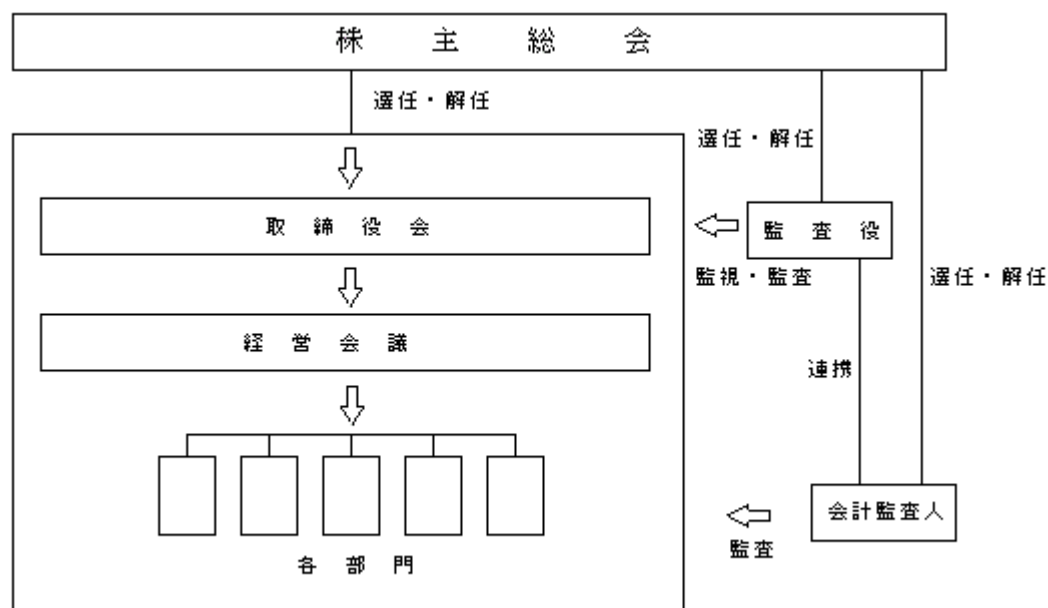 株主総会
選任・解任
選任・解任
取締役会
監査役
監視・監査
選任・解任
経営会議
連携
会計監査人
監査
各部門